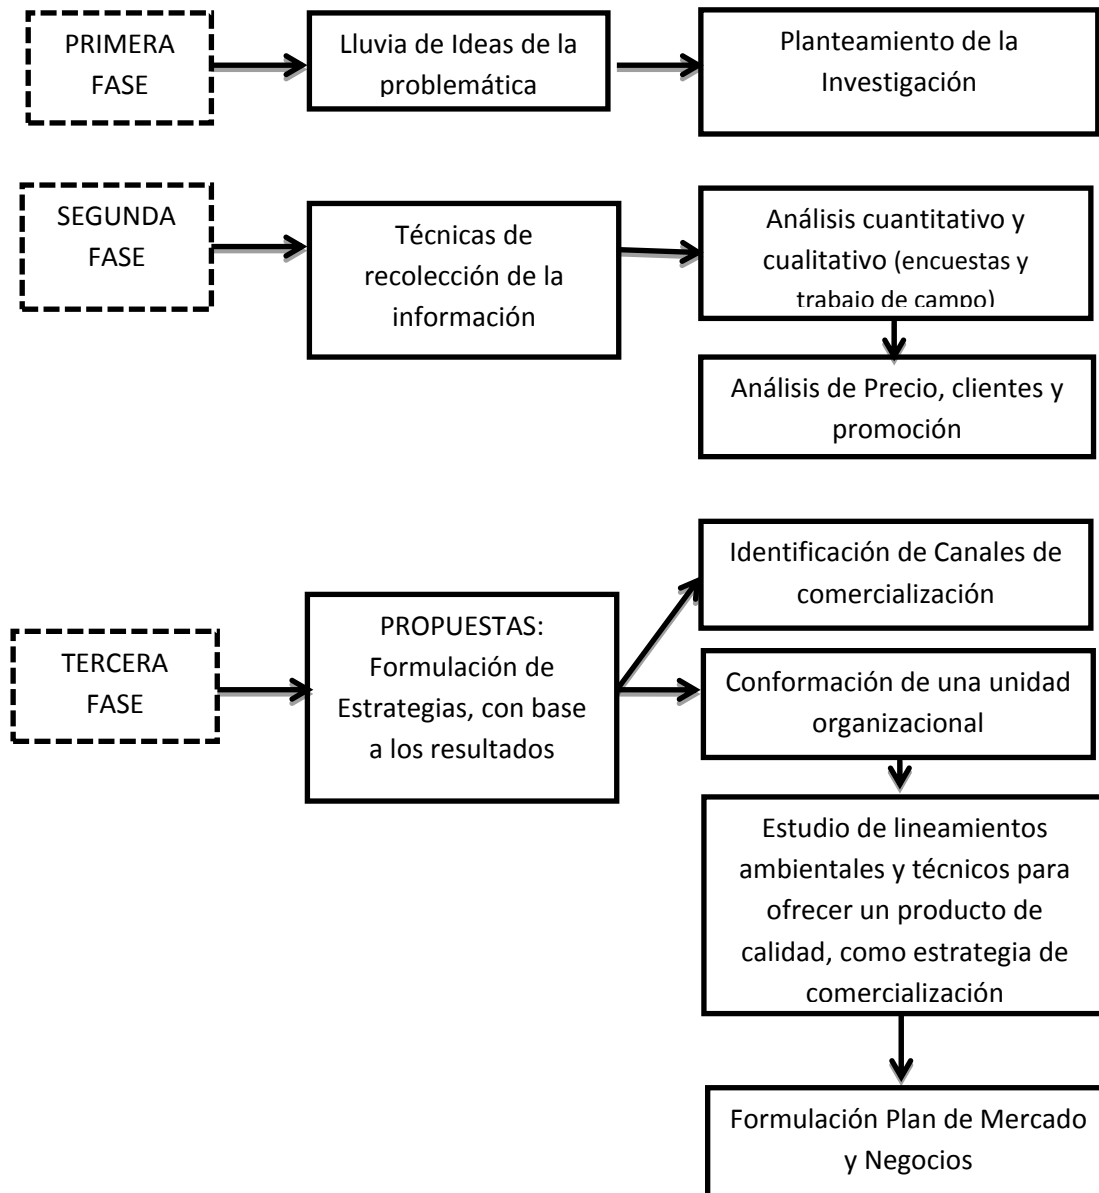 PRIMERA
FASE
Lluvia de Ideas de la
problemática
Planteamiento de la
Investigación
SEGUNDA
FASE
Técnicas de
recolección de la
información
Análisis cuantitativo y
cualitativo (encuestas y
trabajo de campo)
Análisis de Precio, clientes y
promoción
TERCERA
FASE
PROPUESTAS:
Formulación de
Estrategias, con base
a los resultados
Identificación de Canales de
comercialización
Conformación de una unidad
organizacional
Estudio de lineamientos
ambientales y técnicos para
ofrecer un producto de
calidad, como estrategia de
comercialización
Formulación Plan de Mercado
y Negocios